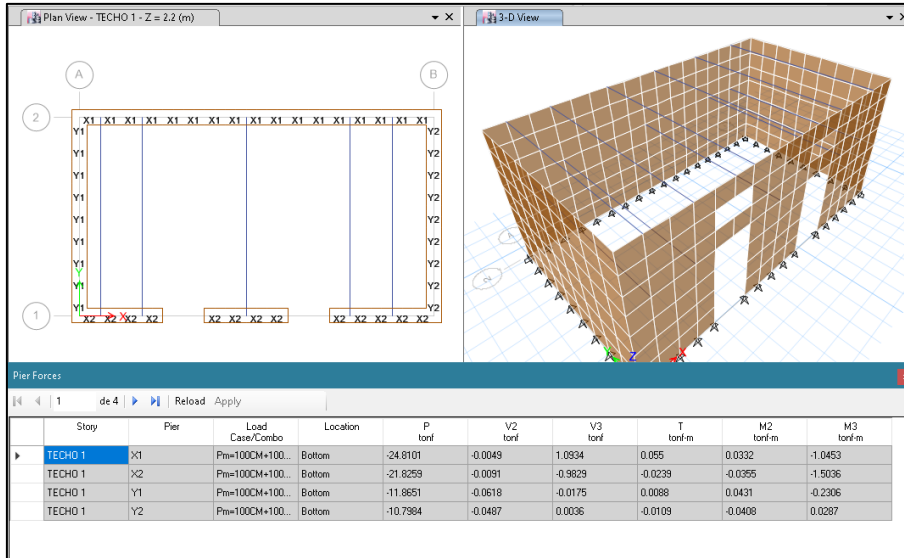 Plan View - TECHO 1 - Z = 2.2 (m)
3-D View
A B
2
X1 X1 X1 X1 X1 X1 X1 X1 X1 X1 X1 X1 X1
Y1 Y2
Y1 Y2
Y1 Y2
Y1 Y2
Y1 Y2
Y1 Y2
Y1 Y2
Y1 Y2
Y
Y1 Y2
1
X2 X2 X X2 X2 X2 X2 X2 X2 X2 X2 X2 X2
Z X
Pier Forces
1 de 4 Reload Apply
Story Pier Load Case/Combo Location P tonf V2 tonf V3 tonf T tonf-m M2 tonf-m M3 tonf-m
TECHO 1 X1 Pm=100CM+100... Bottom -24.8101 -0.0049 1.0934 0.055 0.0332 -1.0453
TECHO 1 X2 Pm=100CM+100... Bottom -21.8259 -0.0091 -0.9829 -0.0239 -0.0355 -1.5036
TECHO 1 Y1 Pm=100CM+100... Bottom -11.8651 -0.0618 -0.0175 0.0088 0.0431 -0.2306
TECHO 1 Y2 Pm=100CM+100... Bottom -10.7984 -0.0487 0.0036 -0.0109 -0.0408 0.0287